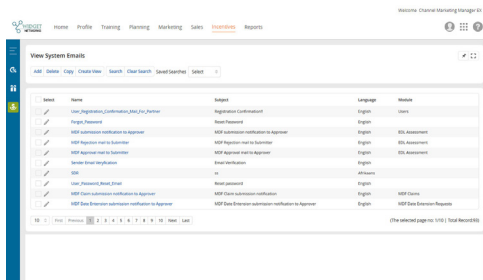 Welcome, Channel Marketing Manager EX
WIDGET
NETWORKS
Home Profile Training Planning Marketing Sales Incentives Reports
View System Emails
Add Delete Copy Create View Search Clear Search Saved Searches Select
Select Name Subject Language Module
User_Registration_Confirmation_Mail_For_Partner Registration Confirmation! English Users
Forgot_Password Reset Password English
MDF submission notification to Approver MDF submission notification to Approver English EDL Assessment
MDF Rejection mail to Submitter MDF Rejection mail to Submitter English EDL Assessment
MDF Approval mail to Submitter MDF Approval mail to Approver English EDL Assessment
Sender Email Verification Email Verification English
User_Password_Reset_Email Reset password English
MDF Claim submission notification to Approver MDF Claim submission notification English MDF Claims
MDF Date Extension submission notification to Approver MDF Date Extension submission notification to Approver English MDF Date Extension Requests
10 First Previous 1 2 3 4 5 6 7 8 9 10 Next Last
(The selected page no: 1/10 | Total Record:93)